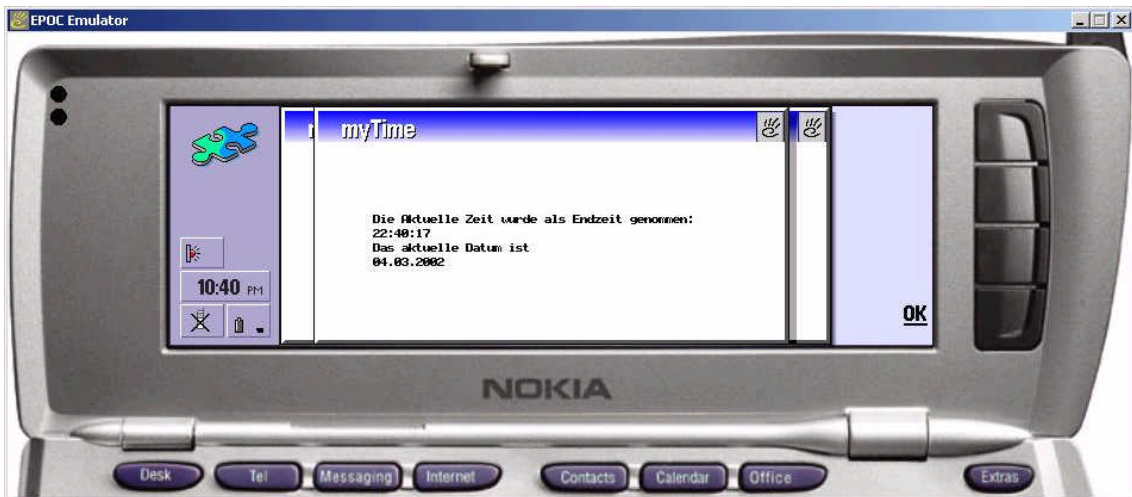 EPOC Emulator
myTime
Die Aktuelle Zeit wurde als Endzeit genommen:
22:40:17
Das aktuelle Datum ist
04.03.2002
10:40 PM
OK
NOKIA
Desk
Tel
Messaging
Internet
Contacts
Calendar
Office
Extras